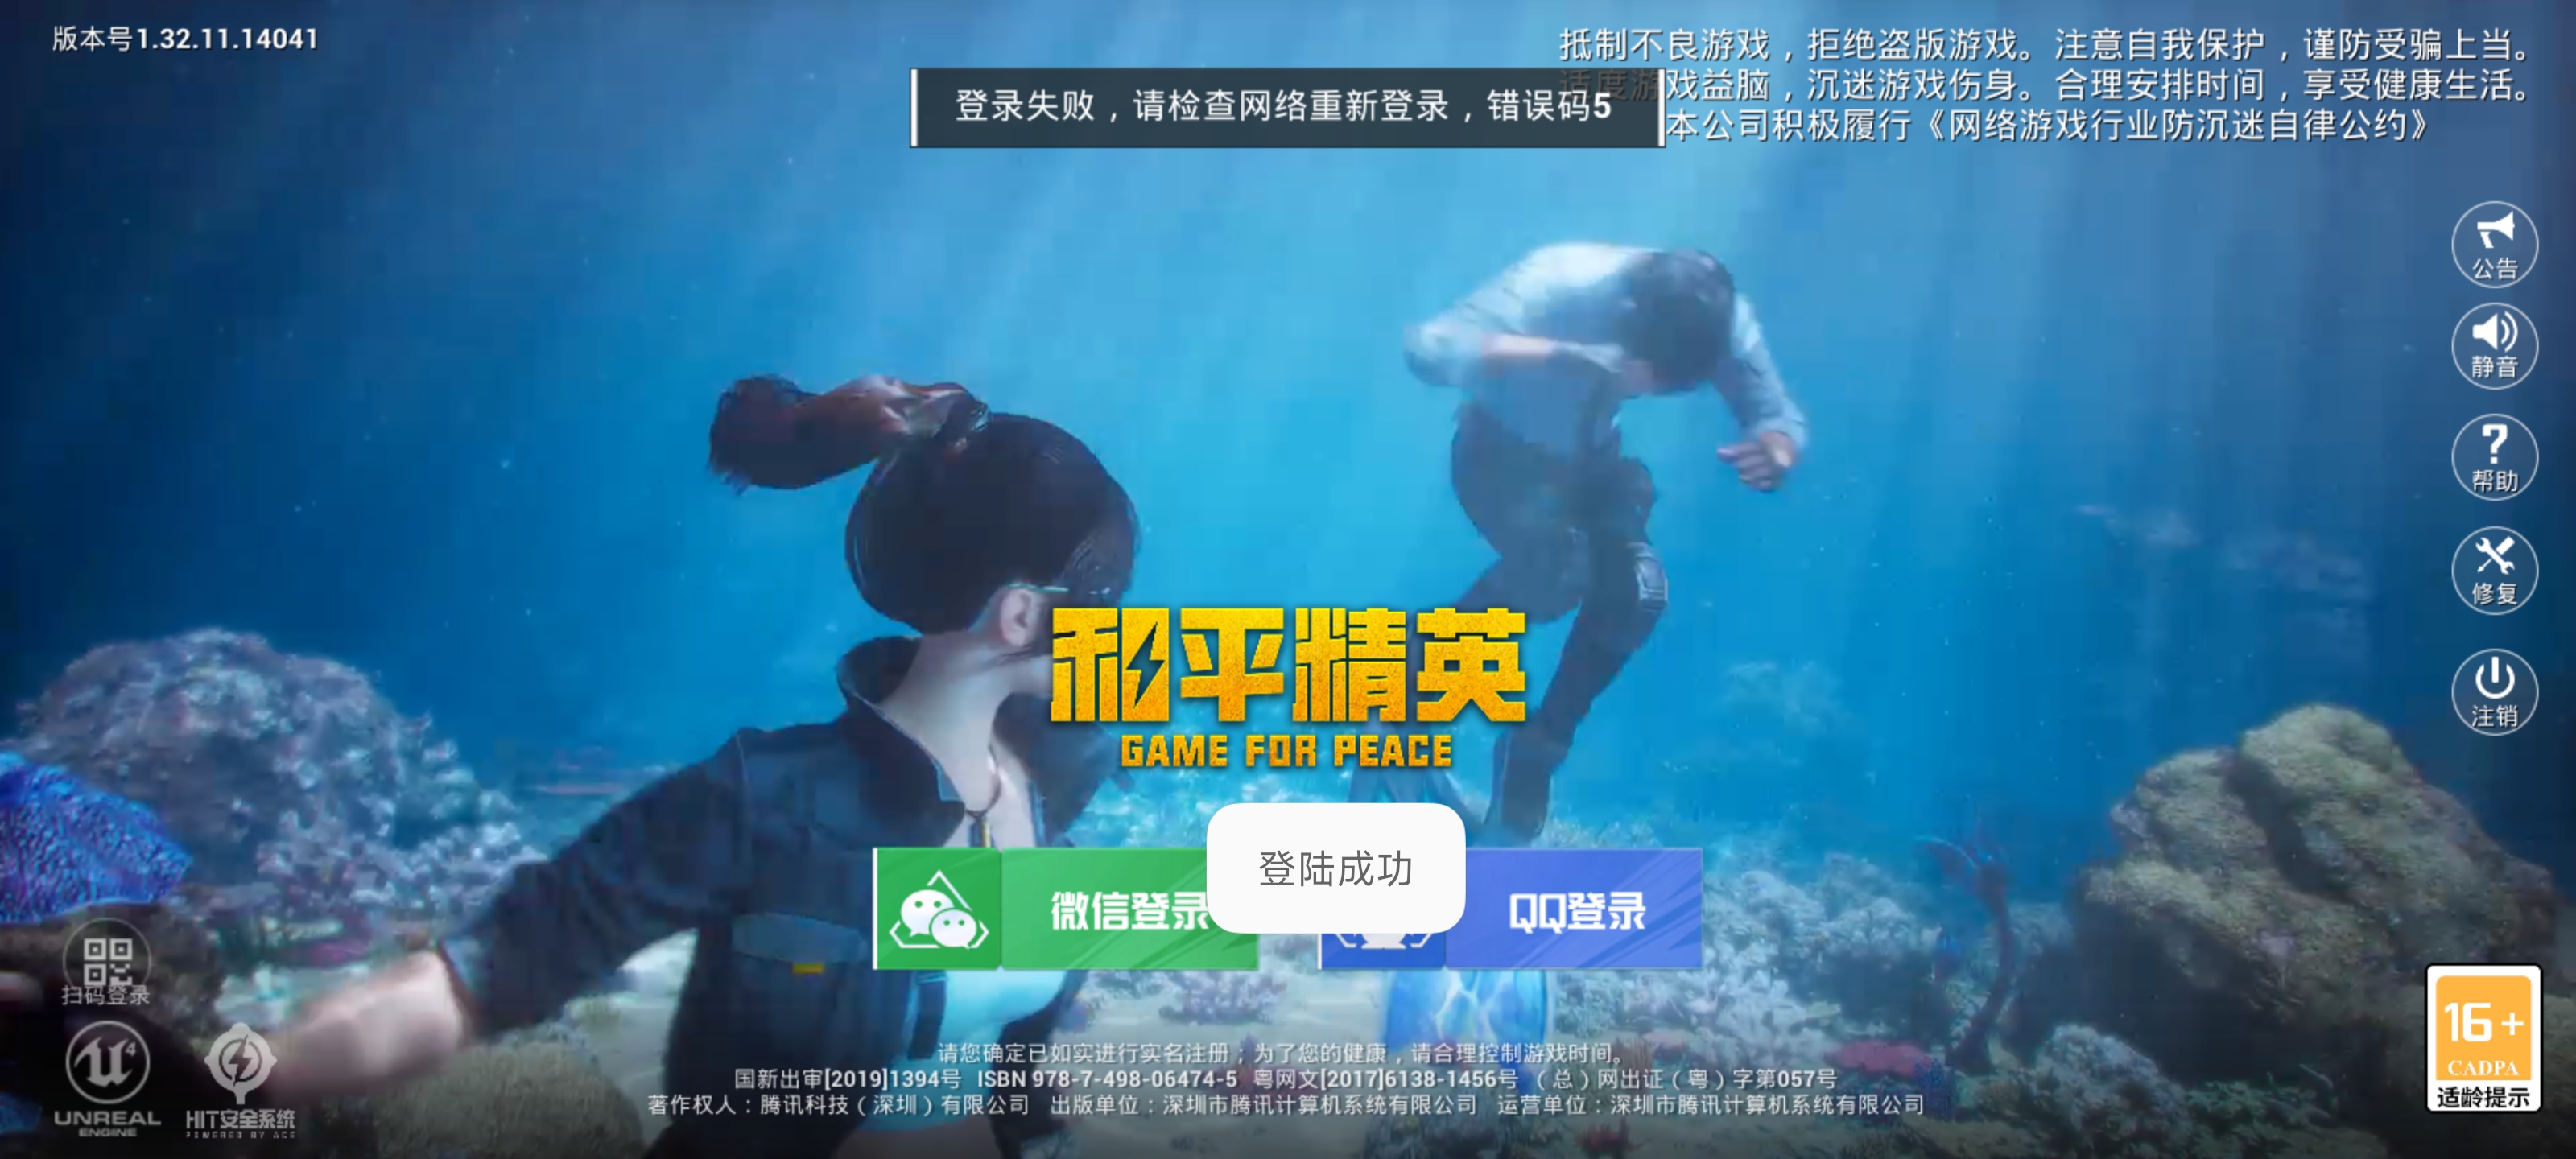 版本号1.32.11.14041
抵制不良游戏，拒绝盗版游戏。注意自我保护，谨防受骗上当。
适度游戏益脑，沉迷游戏伤身。合理安排时间，享受健康生活。
本公司积极履行《网络游戏行业防沉迷自律公约》
登录失败，请检查网络重新登录，错误码5
公告
静音
帮助
修复
注销
和平精英
GAME FOR PEACE
登陆成功
微信登录
QQ登录
扫码登录
UNREAL
ENGINE
HIT安全系统
POWERED BY ACE
请您确定已如实进行实名注册；为了您的健康，请合理控制游戏时间。
国新出审[2019]1394号 ISBN 978-7-498-06474-5 粤网文[2017]6138-1456号 （总）网出证（粤）字第057号
著作权人：腾讯科技（深圳）有限公司 出版单位：深圳市腾讯计算机系统有限公司 运营单位：深圳市腾讯计算机系统有限公司
16+
CADPA
适龄提示